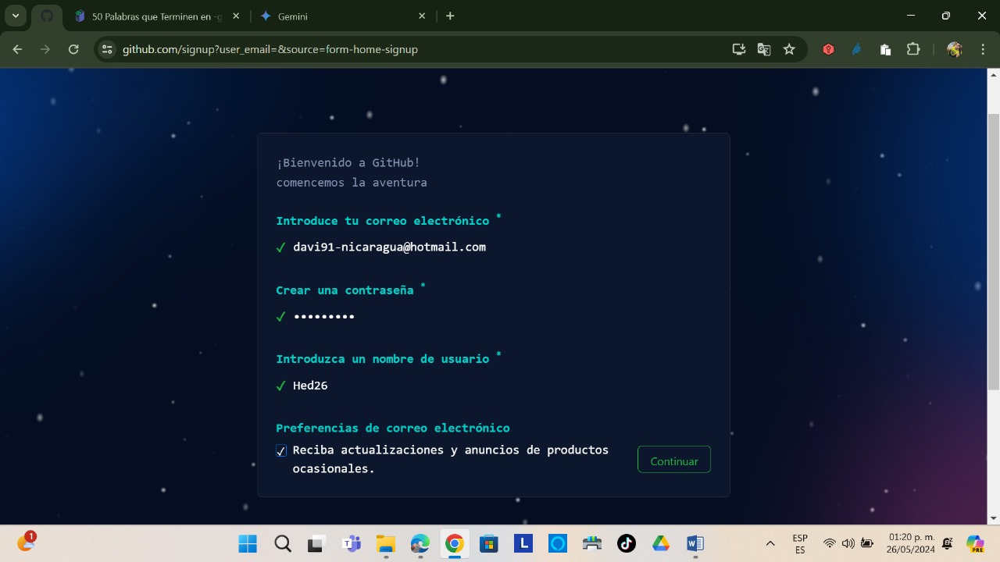 50 Palabras que Terminen en -g
Gemini
github.com/signup?user_email=&source=form-home-signup
¡Bienvenido a GitHub!
comencemos la aventura
Introduce tu correo electrónico *
✓ davi91-nicaragua@hotmail.com
Crear una contraseña *
✓ •••••••••
Introduzca un nombre de usuario *
✓ Hed26
Preferencias de correo electrónico
Reciba actualizaciones y anuncios de productos
ocasionales.
Continuar
1
L
ESP
ES
01:20 p. m.
26/05/2024
PRE